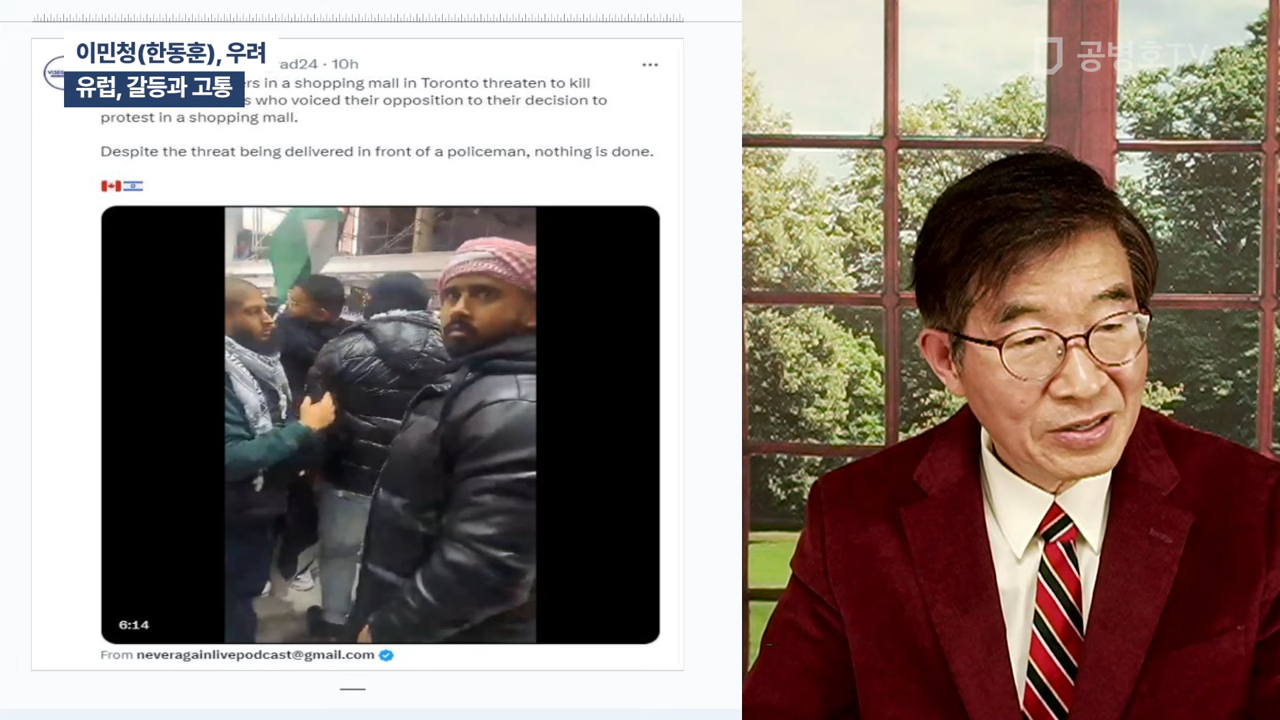 이민청(한동훈), 우려
유럽, 갈등과 고통
공병호TV
ad24 · 10h
ers in a shopping mall in Toronto threaten to kill
s who voiced their opposition to their decision to
protest in a shopping mall.
Despite the threat being delivered in front of a policeman, nothing is done.
6:14
From neveragainlivepodcast@gmail.com